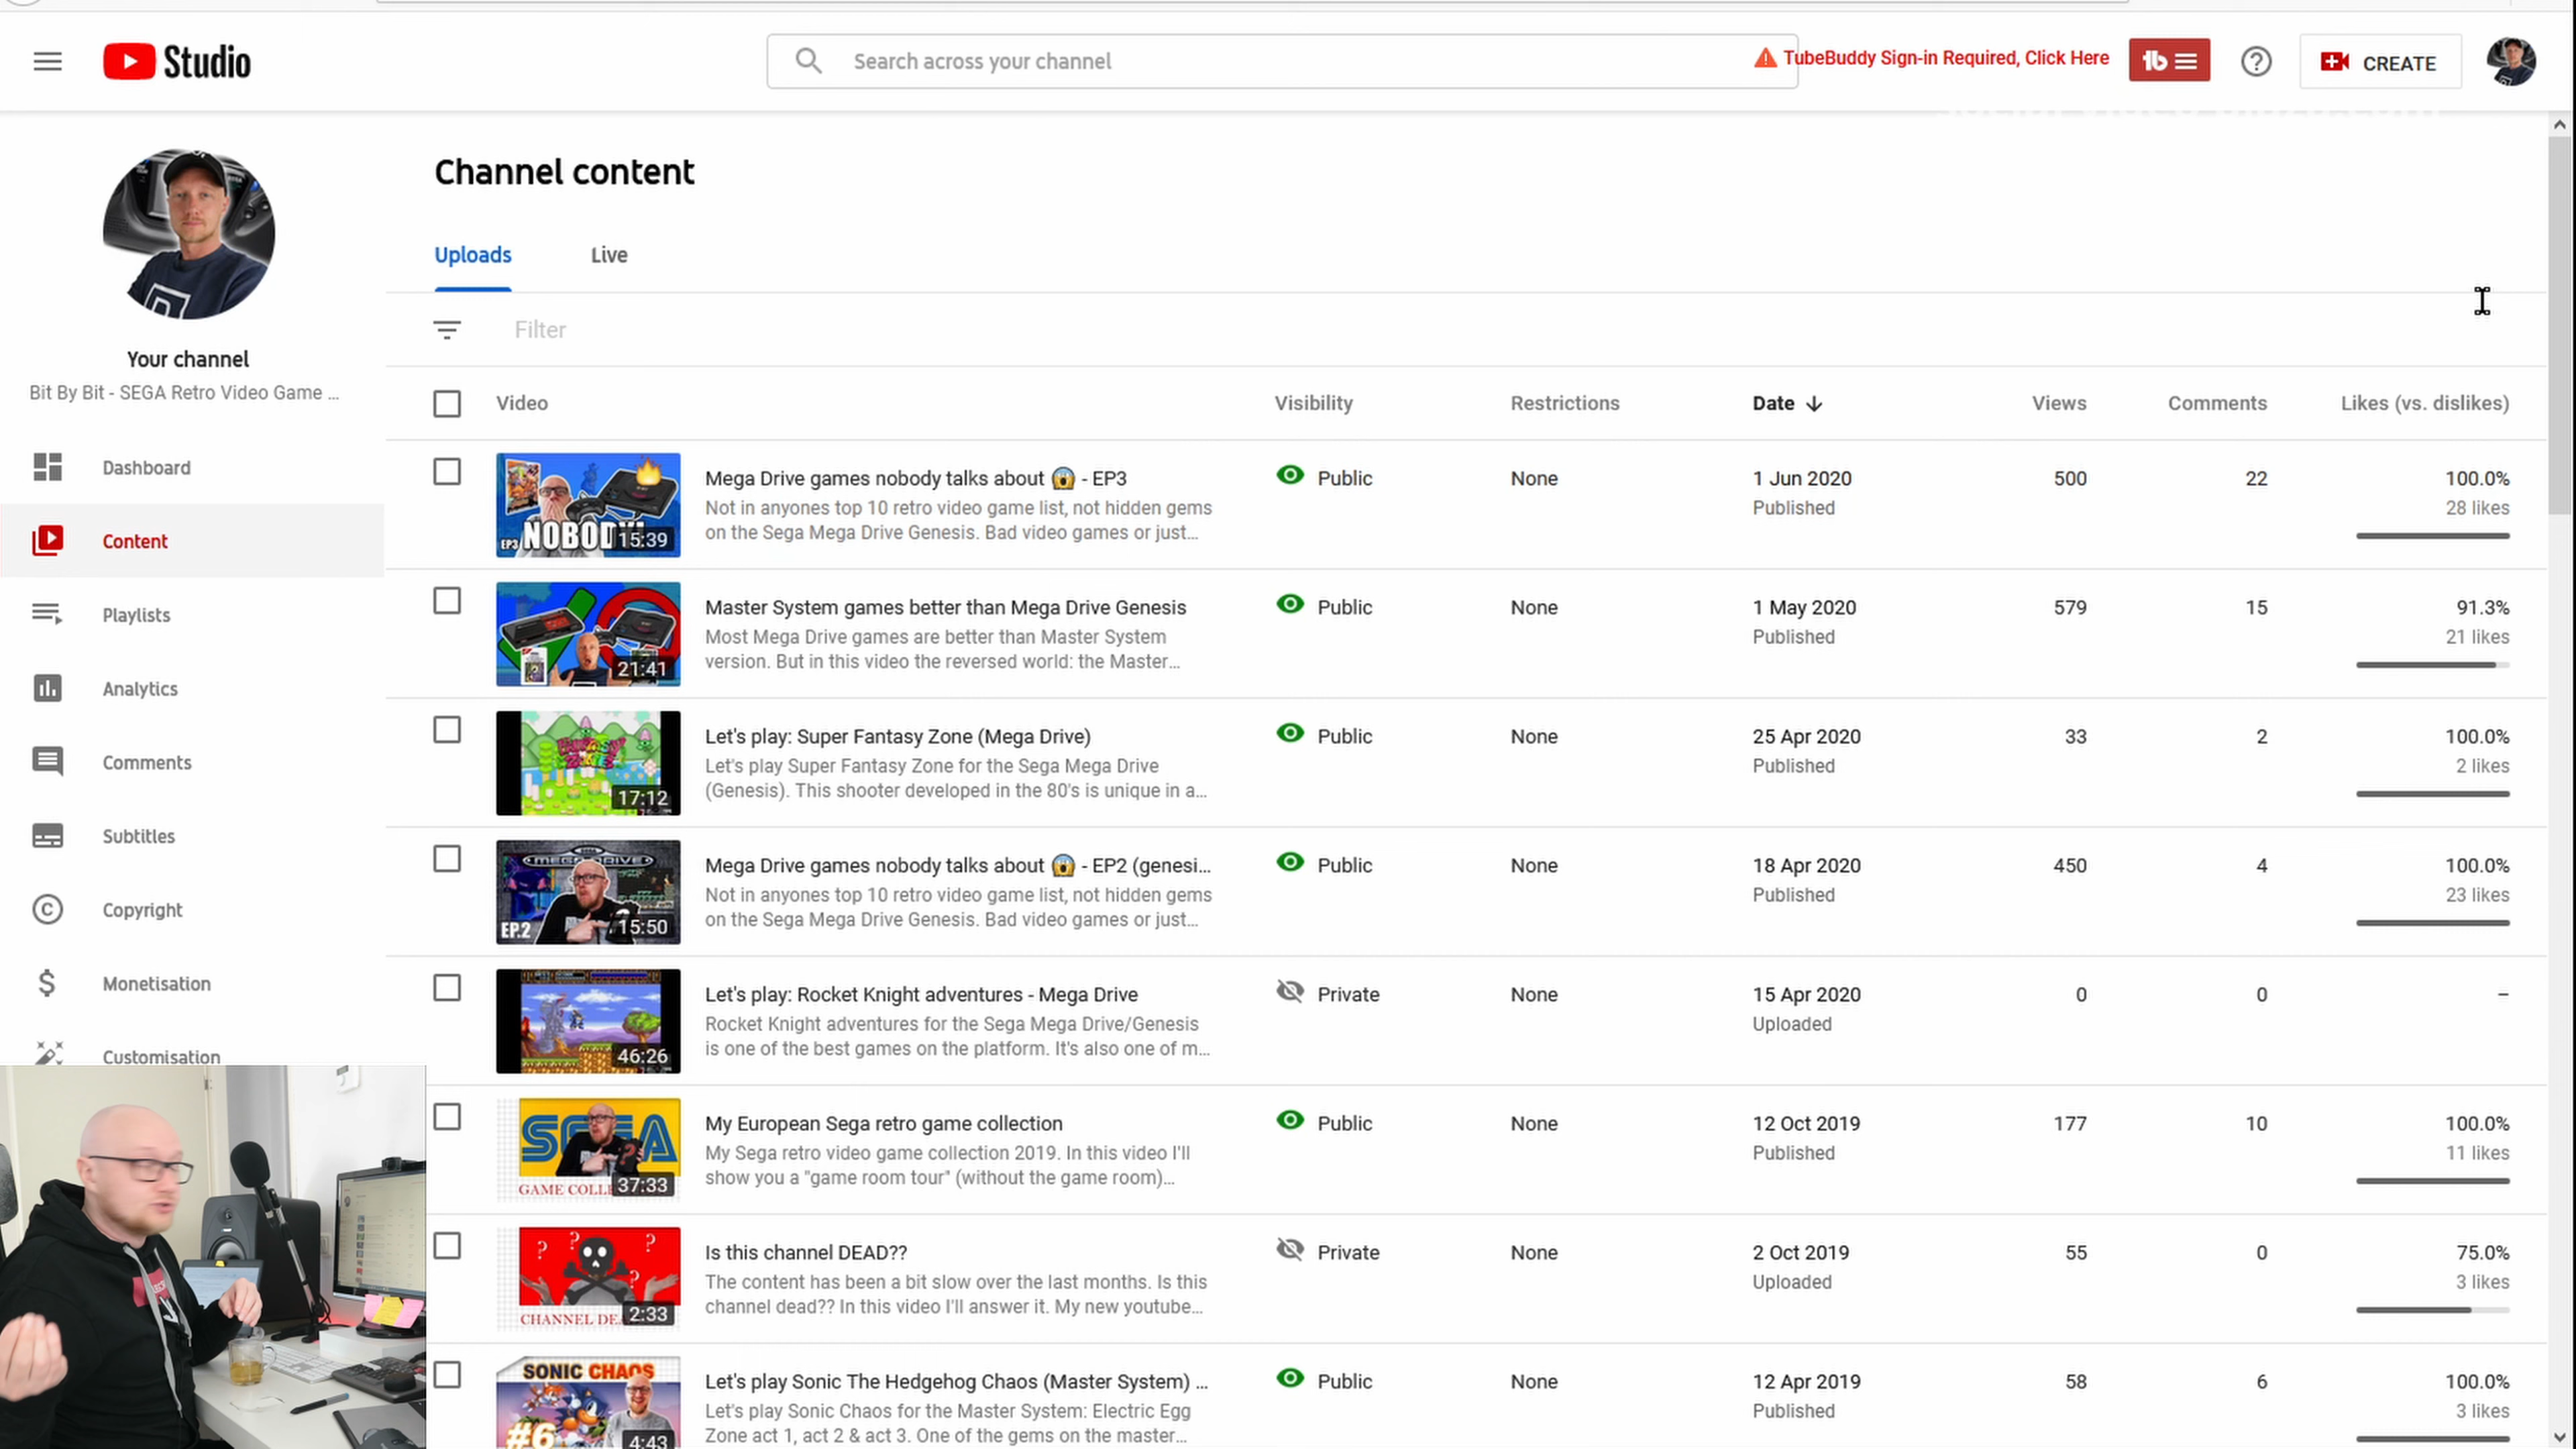 Studio
Search across your channel
TubeBuddy Sign-in Required, Click Here
tb
CREATE
Channel content
Uploads
Live
Filter
Your channel
Bit By Bit - SEGA Retro Video Game ...
Dashboard
Content
Playlists
Analytics
Comments
Subtitles
Copyright
Monetisation
Customisation
Video Visibility Restrictions Date Views Comments Likes (vs. dislikes)
EP3 NOBODY! 15:39
Mega Drive games nobody talks about 😱 - EP3
Not in anyones top 10 retro video game list, not hidden gems
on the Sega Mega Drive Genesis. Bad video games or just...
Public None 1 Jun 2020 500 22 100.0%
Published 28 likes
21:41
Master System games better than Mega Drive Genesis
Most Mega Drive games are better than Master System
version. But in this video the reversed world: the Master...
Public None 1 May 2020 579 15 91.3%
Published 21 likes
17:12
Let's play: Super Fantasy Zone (Mega Drive)
Let's play Super Fantasy Zone for the Sega Mega Drive
(Genesis). This shooter developed in the 80's is unique in a...
Public None 25 Apr 2020 33 2 100.0%
Published 2 likes
MEGA DRIVE
EP.2 15:50
Mega Drive games nobody talks about 😱 - EP2 (genesi...
Not in anyones top 10 retro video game list, not hidden gems
on the Sega Mega Drive Genesis. Bad video games or just...
Public None 18 Apr 2020 450 4 100.0%
Published 23 likes
46:26
Let's play: Rocket Knight adventures - Mega Drive
Rocket Knight adventures for the Sega Mega Drive/Genesis
is one of the best games on the platform. It's also one of m...
Private None 15 Apr 2020 0 0 –
Uploaded
SEGA
GAME COLLE 37:33
My European Sega retro game collection
My Sega retro video game collection 2019. In this video I'll
show you a "game room tour" (without the game room)...
Public None 12 Oct 2019 177 10 100.0%
Published 11 likes
? ? ? ?
CHANNEL DEA 2:33
Is this channel DEAD??
The content has been a bit slow over the last months. Is this
channel dead?? In this video I'll answer it. My new youtube...
Private None 2 Oct 2019 55 0 75.0%
Uploaded 3 likes
SONIC CHAOS
#6 4:43
Let's play Sonic The Hedgehog Chaos (Master System) ...
Let's play Sonic Chaos for the Master System: Electric Egg
Zone act 1, act 2 & act 3. One of the gems on the master...
Public None 12 Apr 2019 58 6 100.0%
Published 3 likes